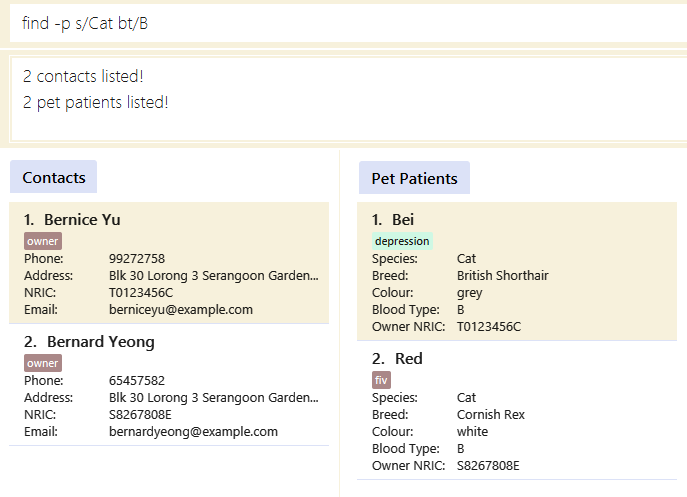 find -p s/Cat bt/B
2 contacts listed!
2 pet patients listed!
Contacts
1. Bernice Yu
owner
Phone: 99272758
Address: Blk 30 Lorong 3 Serangoon Garden...
NRIC: T0123456C
Email: berniceyu@example.com
2. Bernard Yeong
owner
Phone: 65457582
Address: Blk 30 Lorong 3 Serangoon Garden...
NRIC: S8267808E
Email: bernardyeong@example.com
Pet Patients
1. Bei
depression
Species: Cat
Breed: British Shorthair
Colour: grey
Blood Type: B
Owner NRIC: T0123456C
2. Red
fiv
Species: Cat
Breed: Cornish Rex
Colour: white
Blood Type: B
Owner NRIC: S8267808E